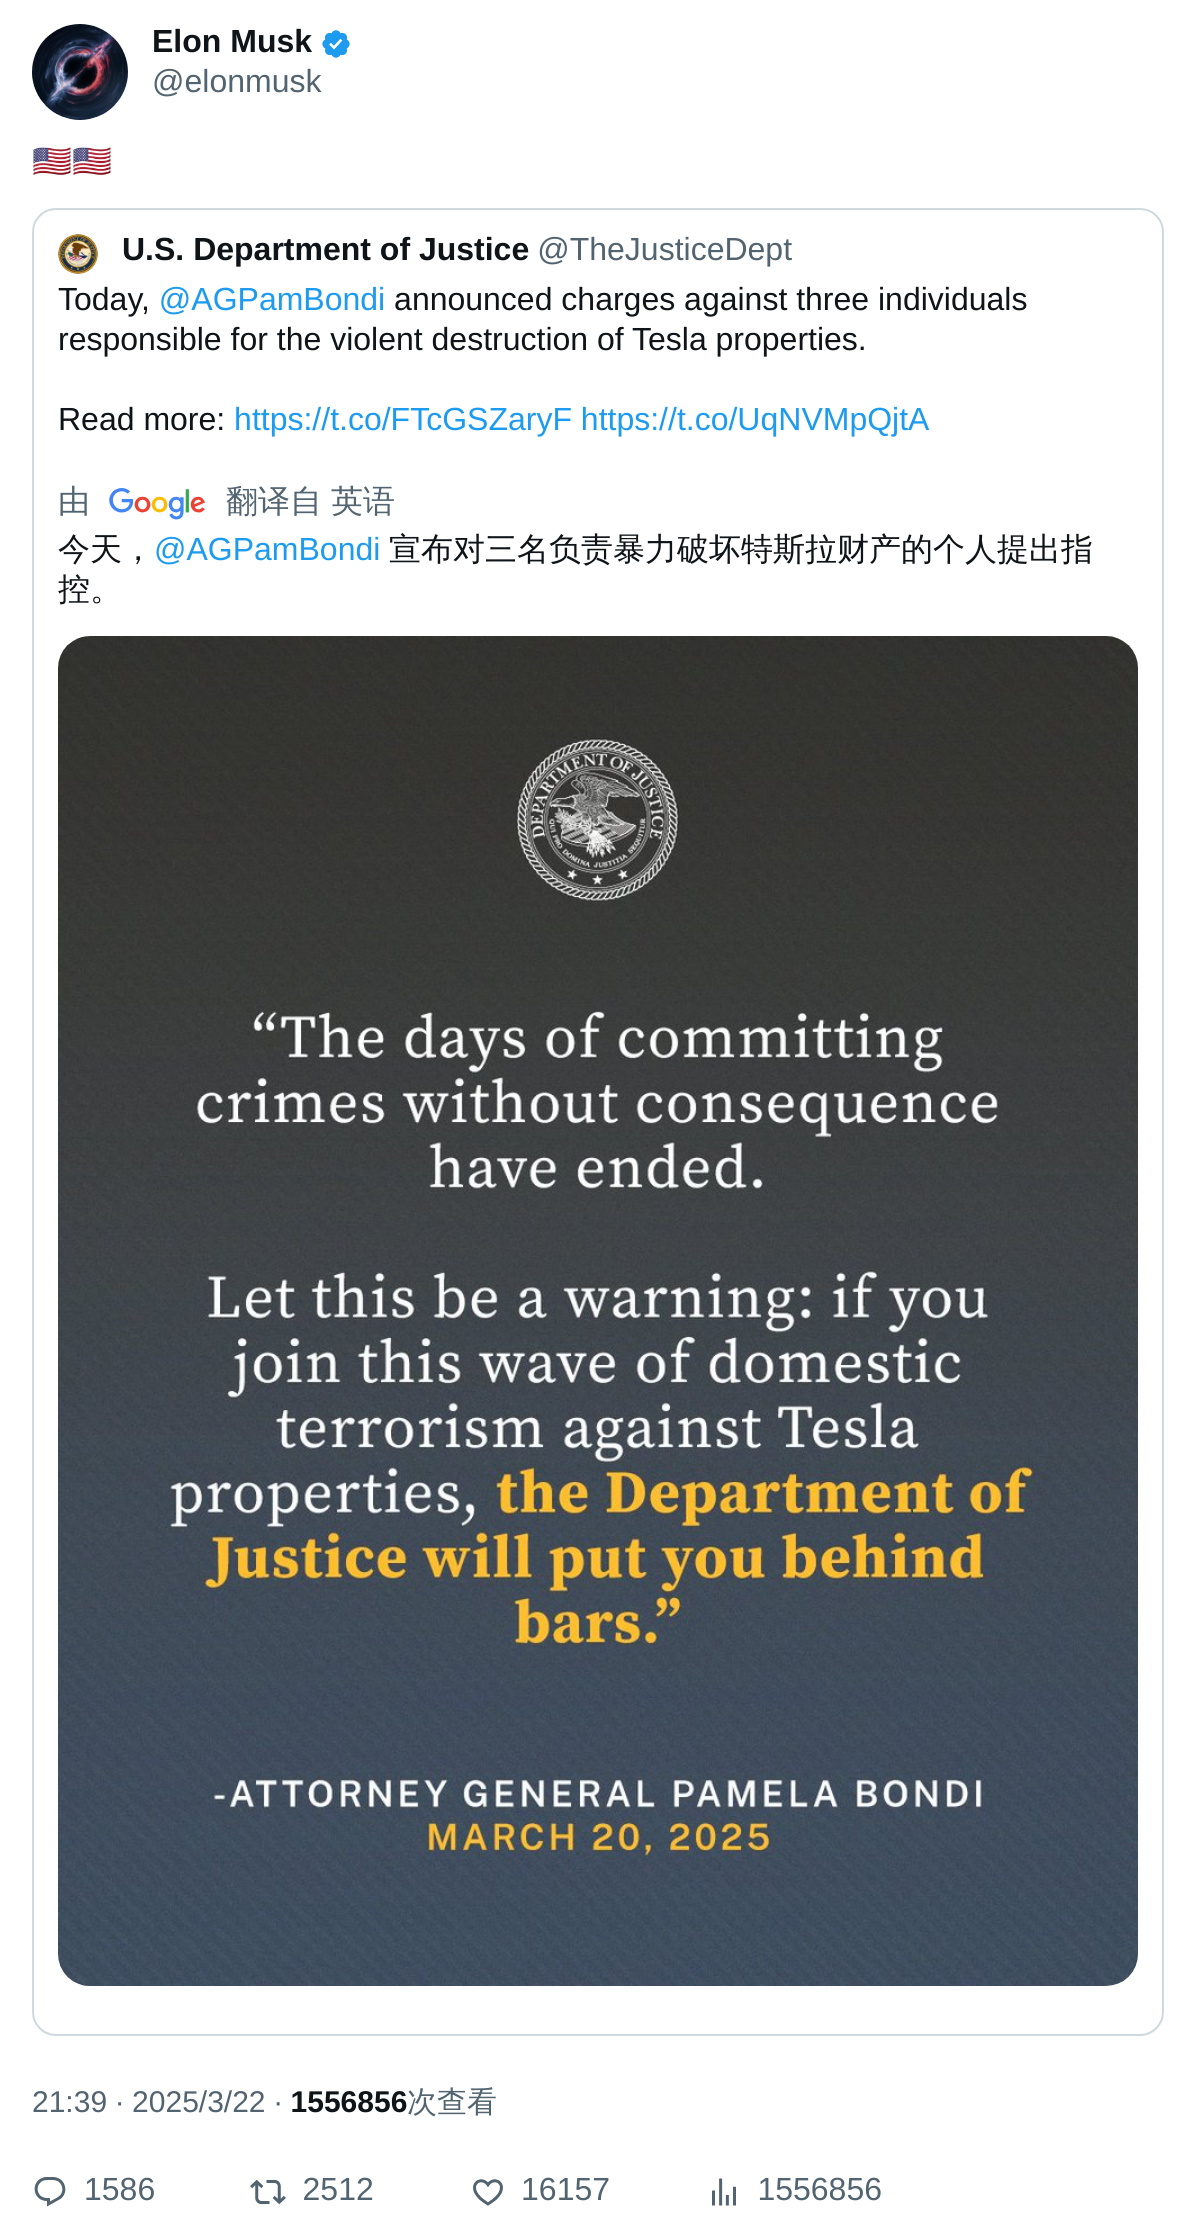 Elon Musk
@elonmusk
🇺🇸🇺🇸
U.S. Department of Justice @TheJusticeDept
Today, @AGPamBondi announced charges against three individuals
responsible for the violent destruction of Tesla properties.
Read more: https://t.co/FTcGSZaryF https://t.co/UqNVMpQjtA
由 Google 翻译自 英语
今天，@AGPamBondi 宣布对三名负责暴力破坏特斯拉财产的个人提出指
控。
DEPARTMENT OF JUSTICE
QUI PRO DOMINA JUSTITIA SEQUITUR
“The days of committing
crimes without consequence
have ended.
Let this be a warning: if you
join this wave of domestic
terrorism against Tesla
properties, the Department of
Justice will put you behind
bars.”
-ATTORNEY GENERAL PAMELA BONDI
MARCH 20, 2025
21:39 · 2025/3/22 · 1556856次查看
1586 2512 16157 1556856